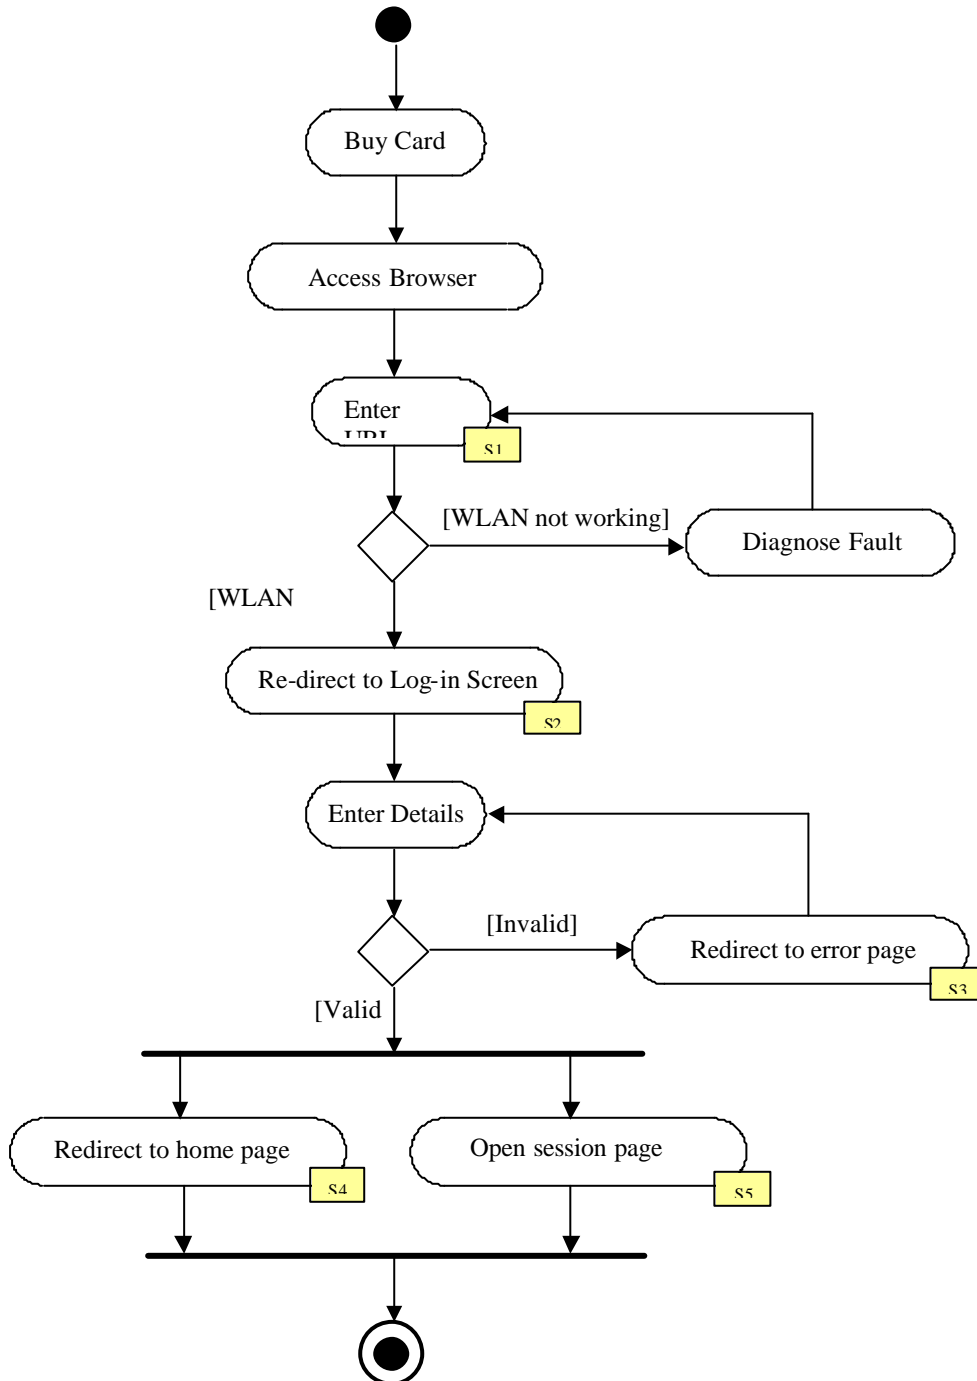 Buy Card
Access Browser
Enter
URL
S1
[WLAN not working]
Diagnose Fault
[WLAN
Re-direct to Log-in Screen
S2
Enter Details
[Invalid]
Redirect to error page
S3
[Valid
Redirect to home page
S4
Open session page
S5